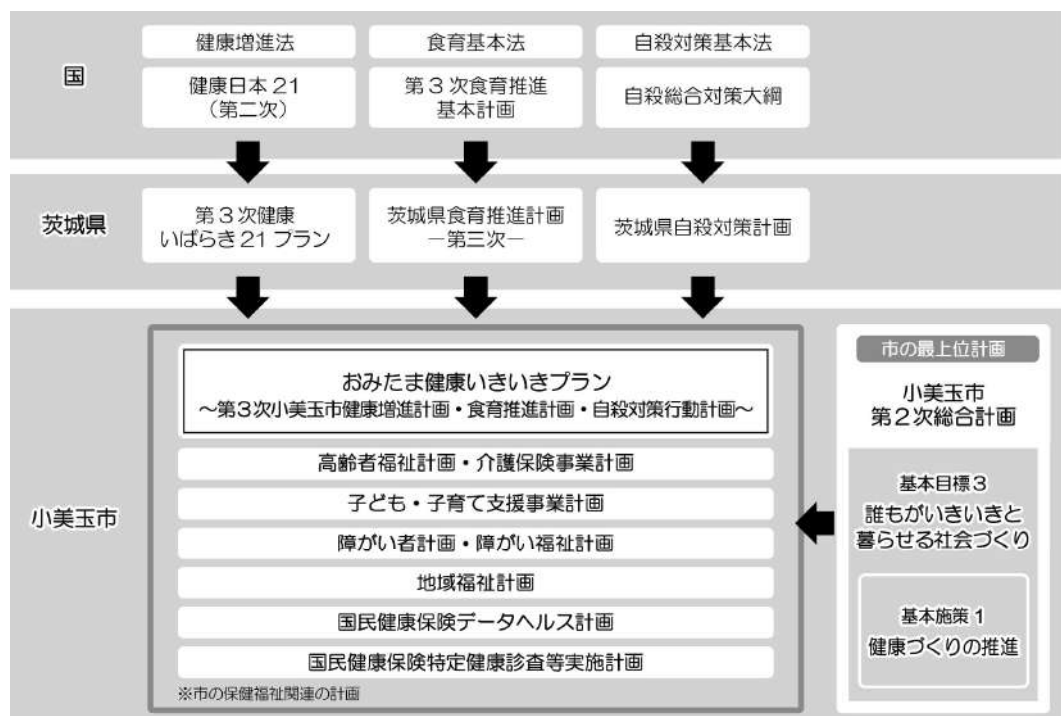 国
健康増進法
食育基本法
自殺対策基本法
健康日本21
（第二次）
第3次食育推進
基本計画
自殺総合対策大綱
茨城県
第3次健康
いばらき21プラン
茨城県食育推進計画
―第三次―
茨城県自殺対策計画
小美玉市
おみたま健康いきいきプラン
～第3次小美玉市健康増進計画・食育推進計画・自殺対策行動計画～
高齢者福祉計画・介護保険事業計画
子ども・子育て支援事業計画
障がい者計画・障がい福祉計画
地域福祉計画
国民健康保険データヘルス計画
国民健康保険特定健康診査等実施計画
※市の保健福祉関連の計画
市の最上位計画
小美玉市
第2次総合計画
基本目標3
誰もがいきいきと
暮らせる社会づくり
基本施策1
健康づくりの推進